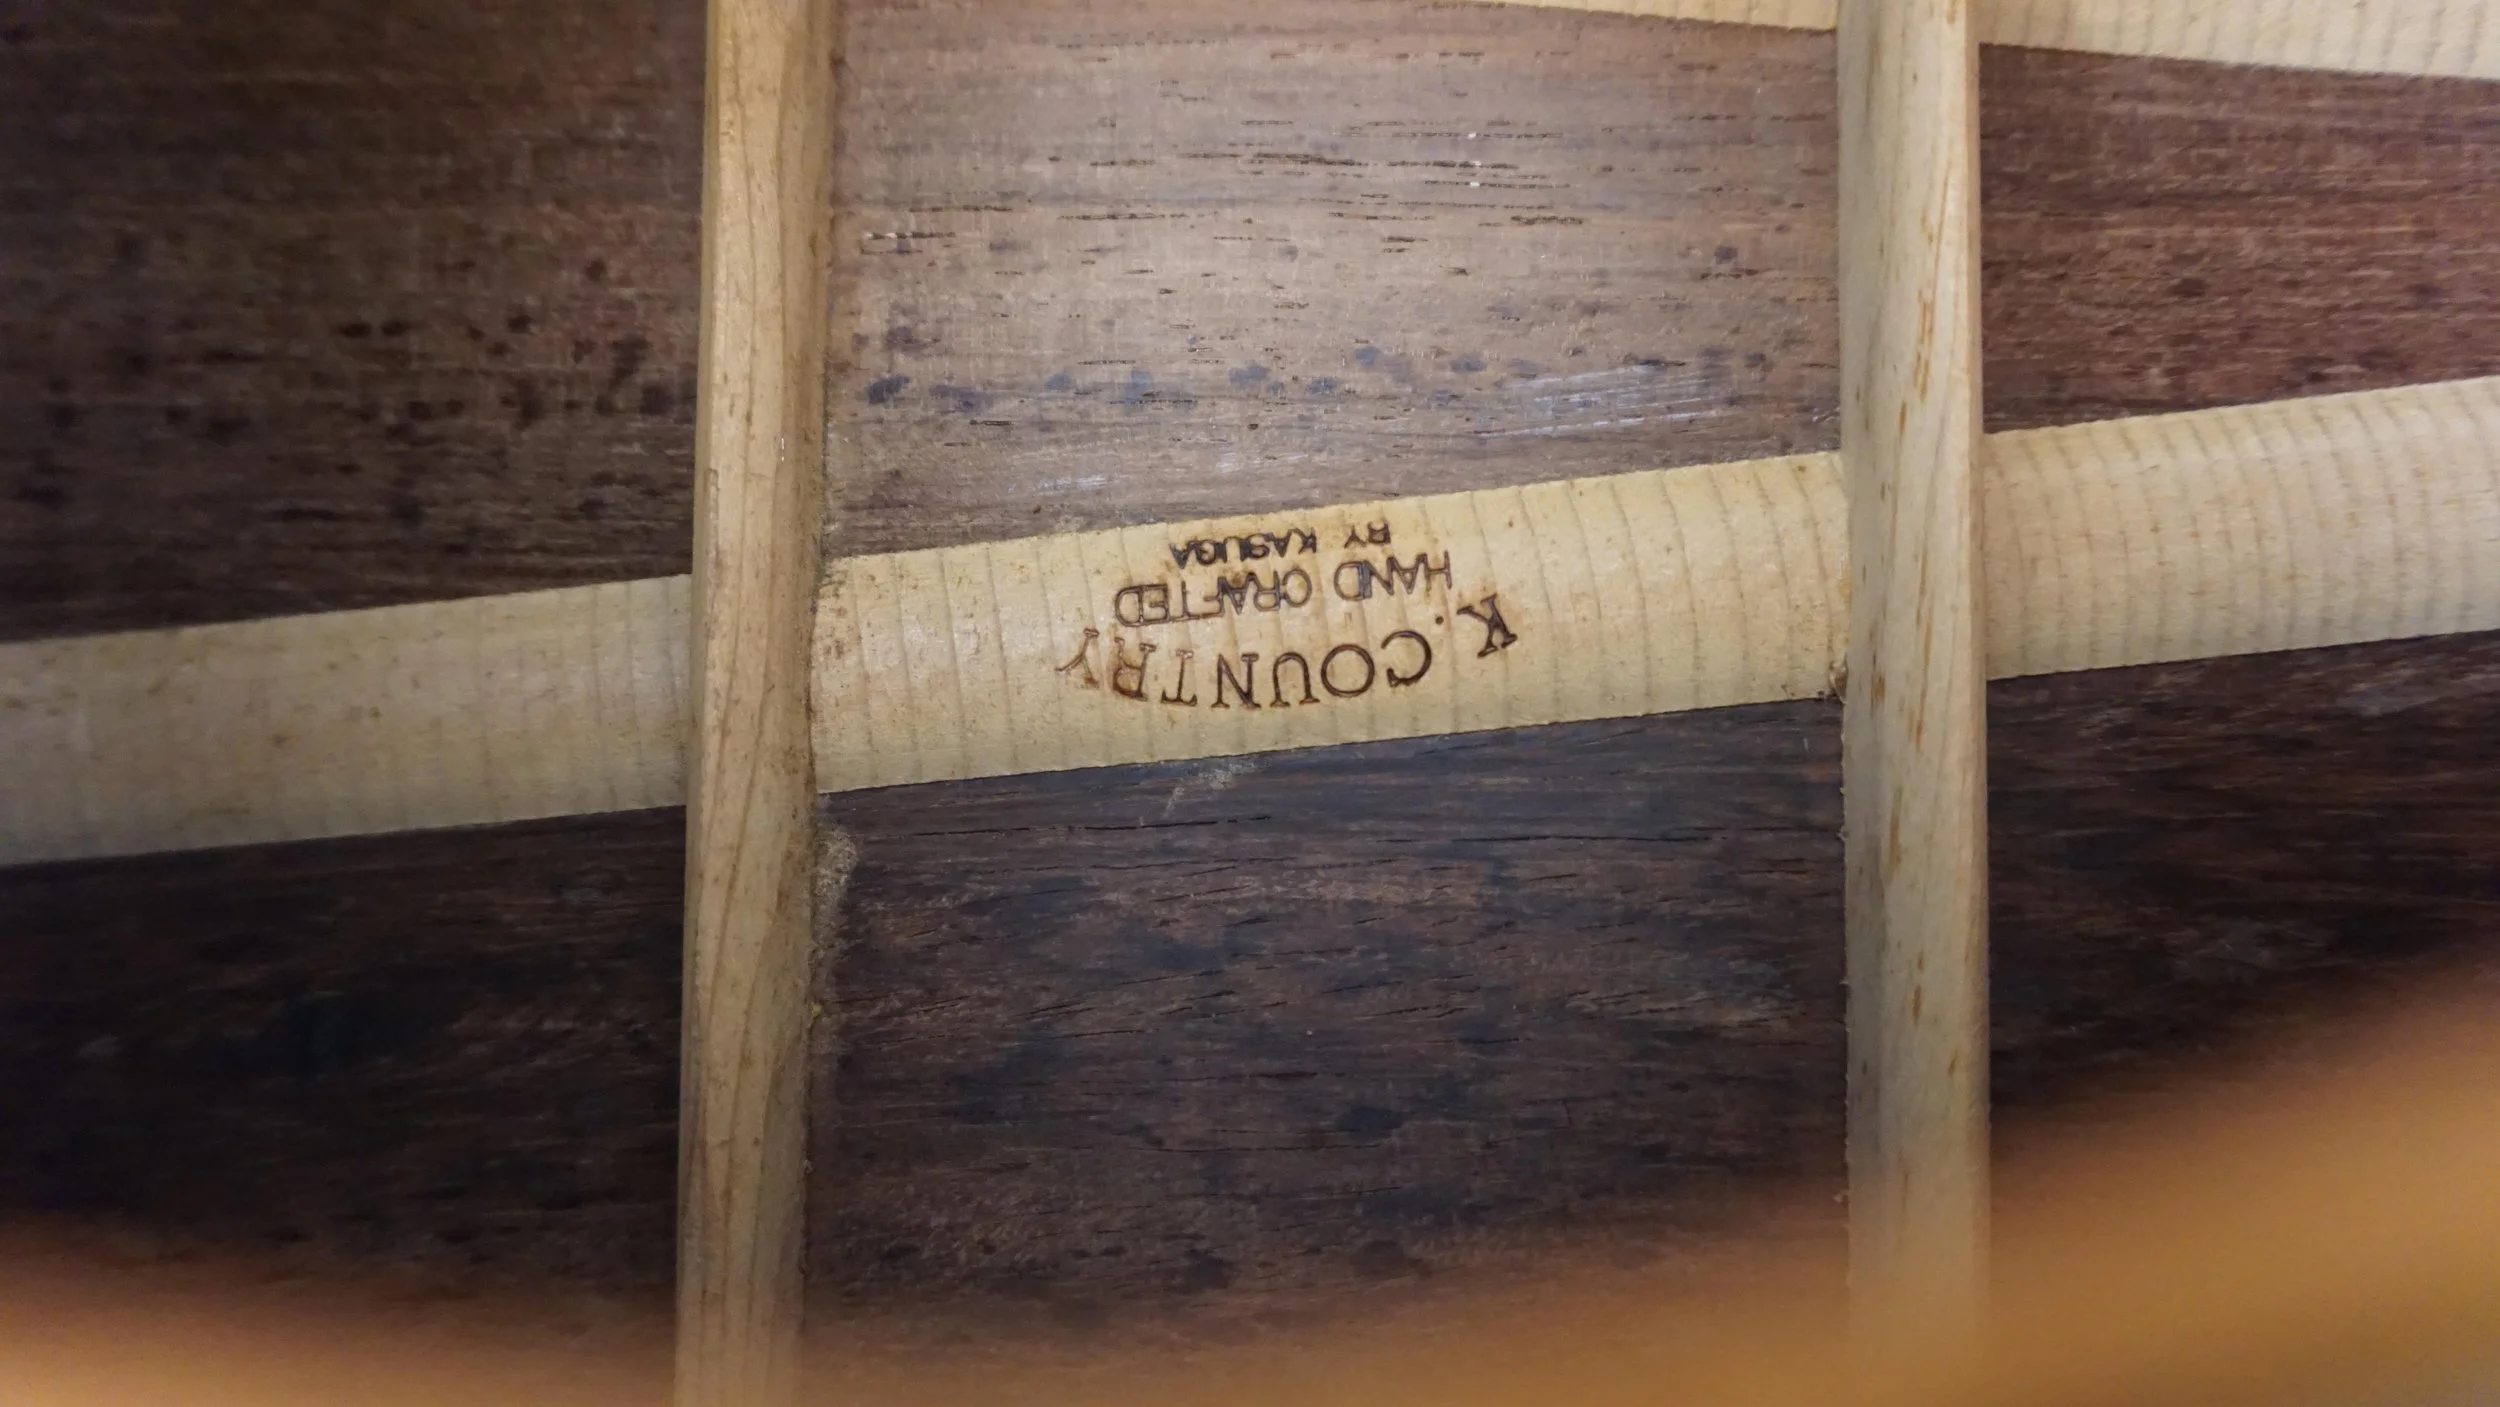 K. COUNTRY
HAND CRAFTED
BY KASUGA